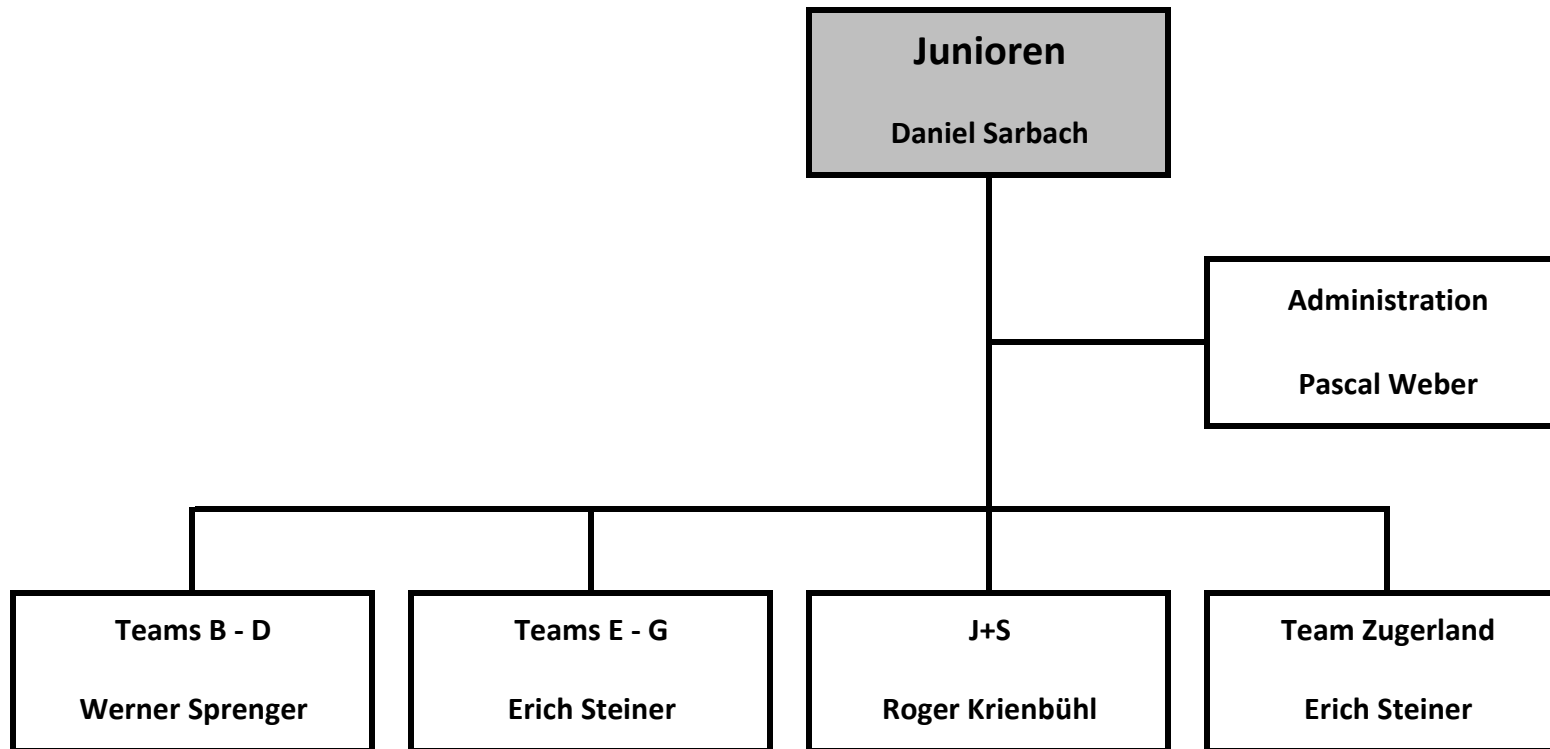 Junioren
Daniel Sarbach
Administration
Pascal Weber
Teams B - D
Werner Sprenger
Teams E - G
Erich Steiner
J+S
Roger Krienbühl
Team Zugerland
Erich Steiner